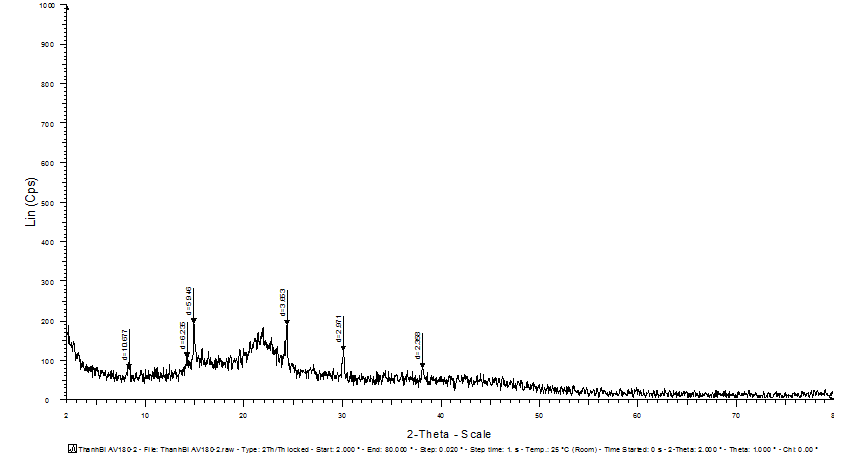 Lin (Cps)
1000
900
800
700
600
500
400
300
200
100
0
d=10.677
d=6.235
d=5.946
d=3.653
d=2.971
d=2.358
2 10 20 30 40 50 60 70 8
2-Theta - Scale
ThanhBI AV180-2 - File: ThanhBI AV180-2.raw - Type: 2Th/Th locked - Start: 2.000 ° - End: 80.000 ° - Step: 0.020 ° - Step time: 1. s - Temp.: 25 °C (Room) - Time Started: 0 s - 2-Theta: 2.000 ° - Theta: 1.000 ° - Chi: 0.00 °